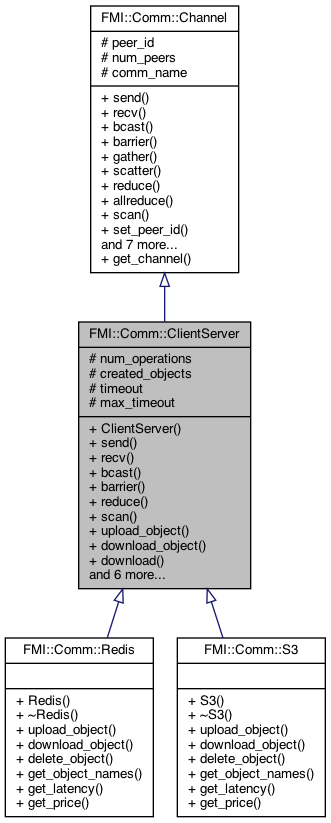 FMI::Comm::Channel
# peer_id
# num_peers
# comm_name
+ send()
+ recv()
+ bcast()
+ barrier()
+ gather()
+ scatter()
+ reduce()
+ allreduce()
+ scan()
+ set_peer_id()
and 7 more...
+ get_channel()
FMI::Comm::ClientServer
# num_operations
# created_objects
# timeout
# max_timeout
+ ClientServer()
+ send()
+ recv()
+ bcast()
+ barrier()
+ reduce()
+ scan()
+ upload_object()
+ download_object()
+ download()
and 6 more...
FMI::Comm::Redis
+ Redis()
+ ~Redis()
+ upload_object()
+ download_object()
+ delete_object()
+ get_object_names()
+ get_latency()
+ get_price()
FMI::Comm::S3
+ S3()
+ ~S3()
+ upload_object()
+ download_object()
+ delete_object()
+ get_object_names()
+ get_latency()
+ get_price()